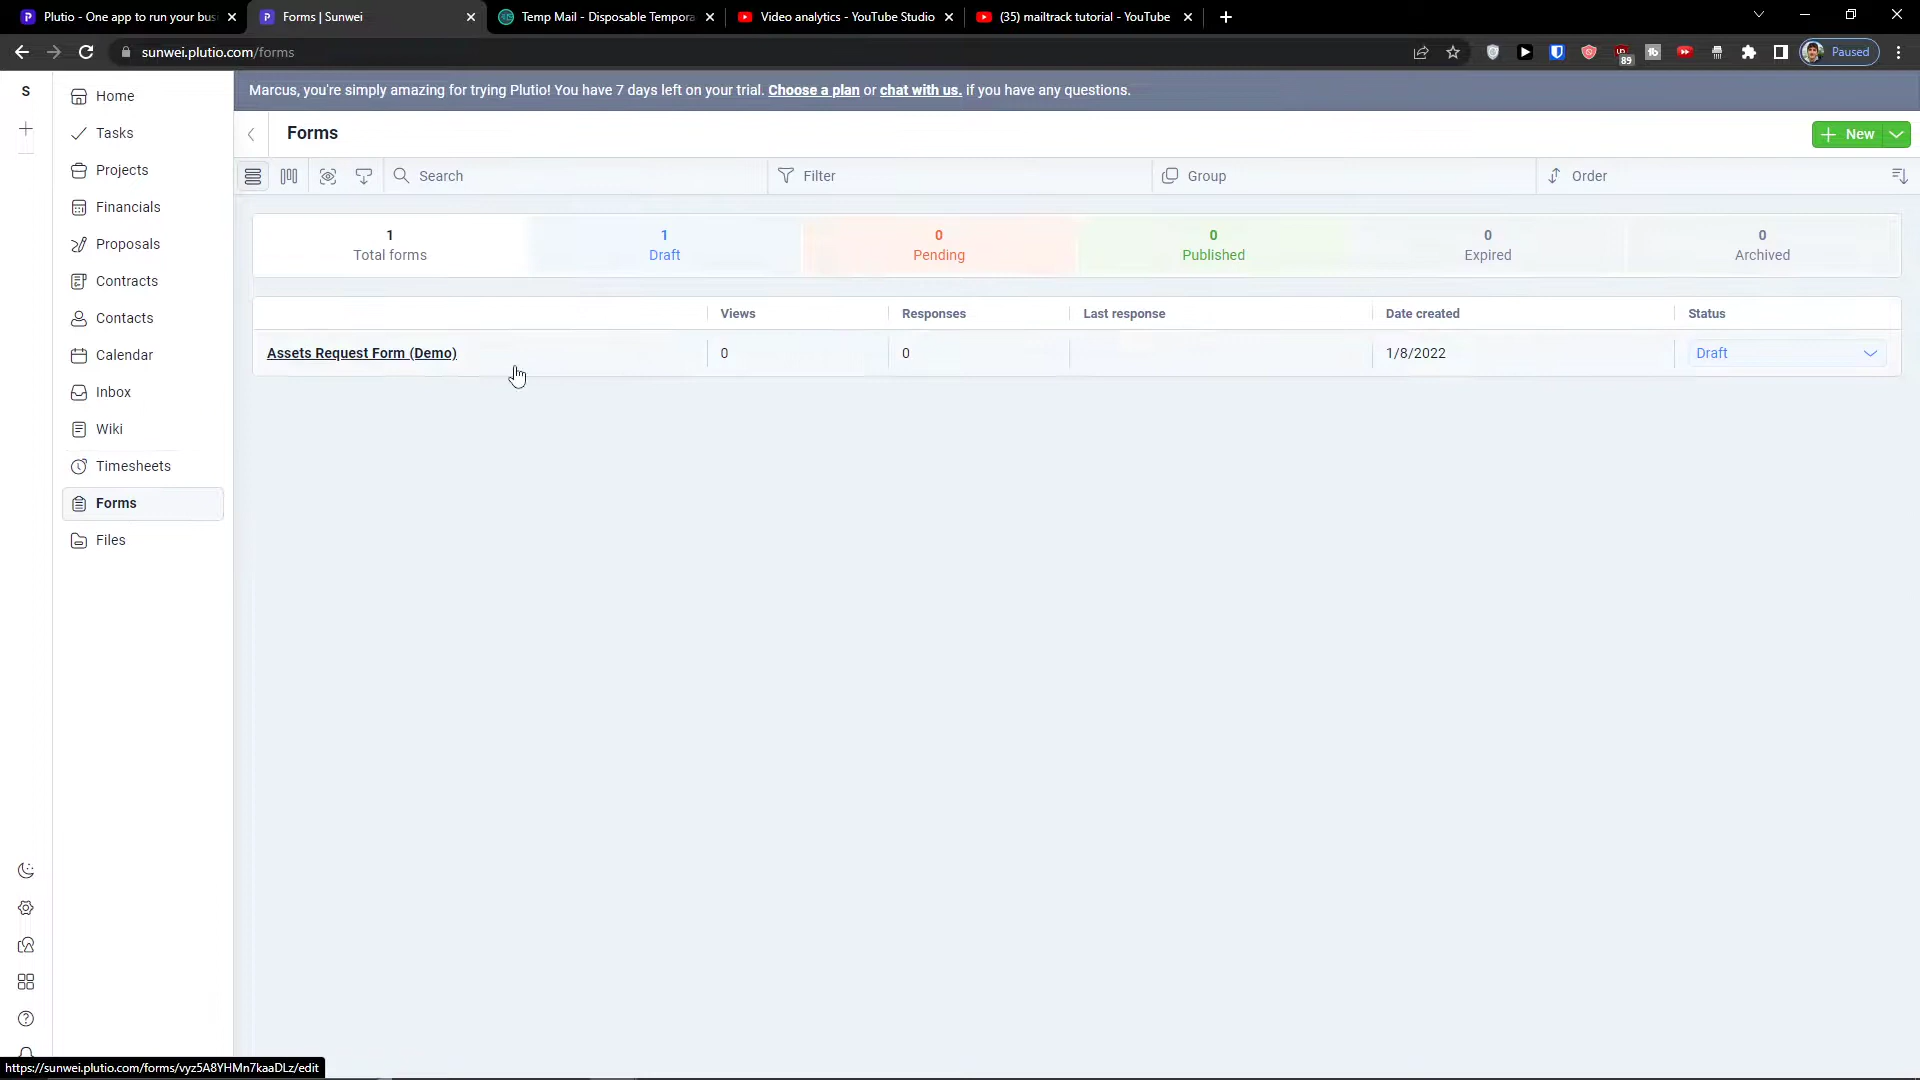 Plutio - One app to run your bus
Forms | Sunwei
Temp Mail - Disposable Tempora
Video analytics - YouTube Studio
(35) mailtrack tutorial - YouTube
sunwei.plutio.com/forms
89
Paused
S
Marcus, you're simply amazing for trying Plutio! You have 7 days left on your trial. Choose a plan or chat with us. if you have any questions.
Home
Tasks
Projects
Financials
Proposals
Contracts
Contacts
Calendar
Inbox
Wiki
Timesheets
Forms
Files
Forms
New
Search
Filter
Group
Order
1
Total forms
1
Draft
0
Pending
0
Published
0
Expired
0
Archived
Views
Responses
Last response
Date created
Status
Assets Request Form (Demo)
0
0
1/8/2022
Draft
https://sunwei.plutio.com/forms/vyz5A8YHMn7kaaDLz/edit